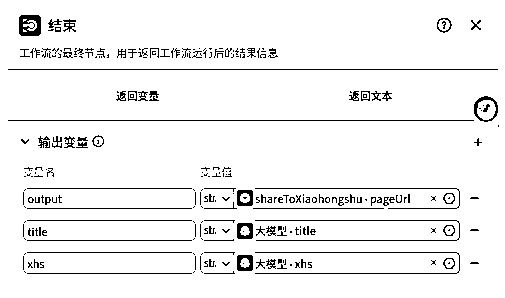 结束
工作流的最终节点，用于返回工作流运行后的结果信息
返回变量 返回文本
输出变量
变量名 变量值
output str. shareToXiaohongshu · pageUrl
title str. 大模型 · title
xhs str. 大模型 · xhs